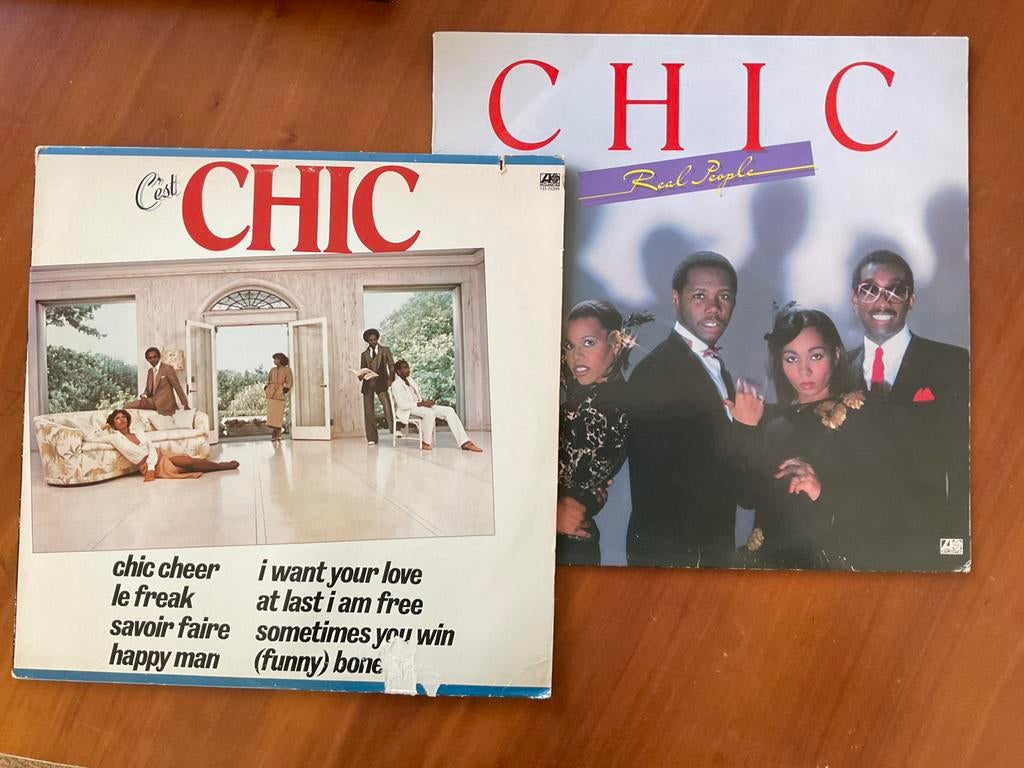 C'est CHIC
chic cheer
le freak
savoir faire
happy man
i want your love
at last i am free
sometimes you win
(funny) bone
CHIC
Real People